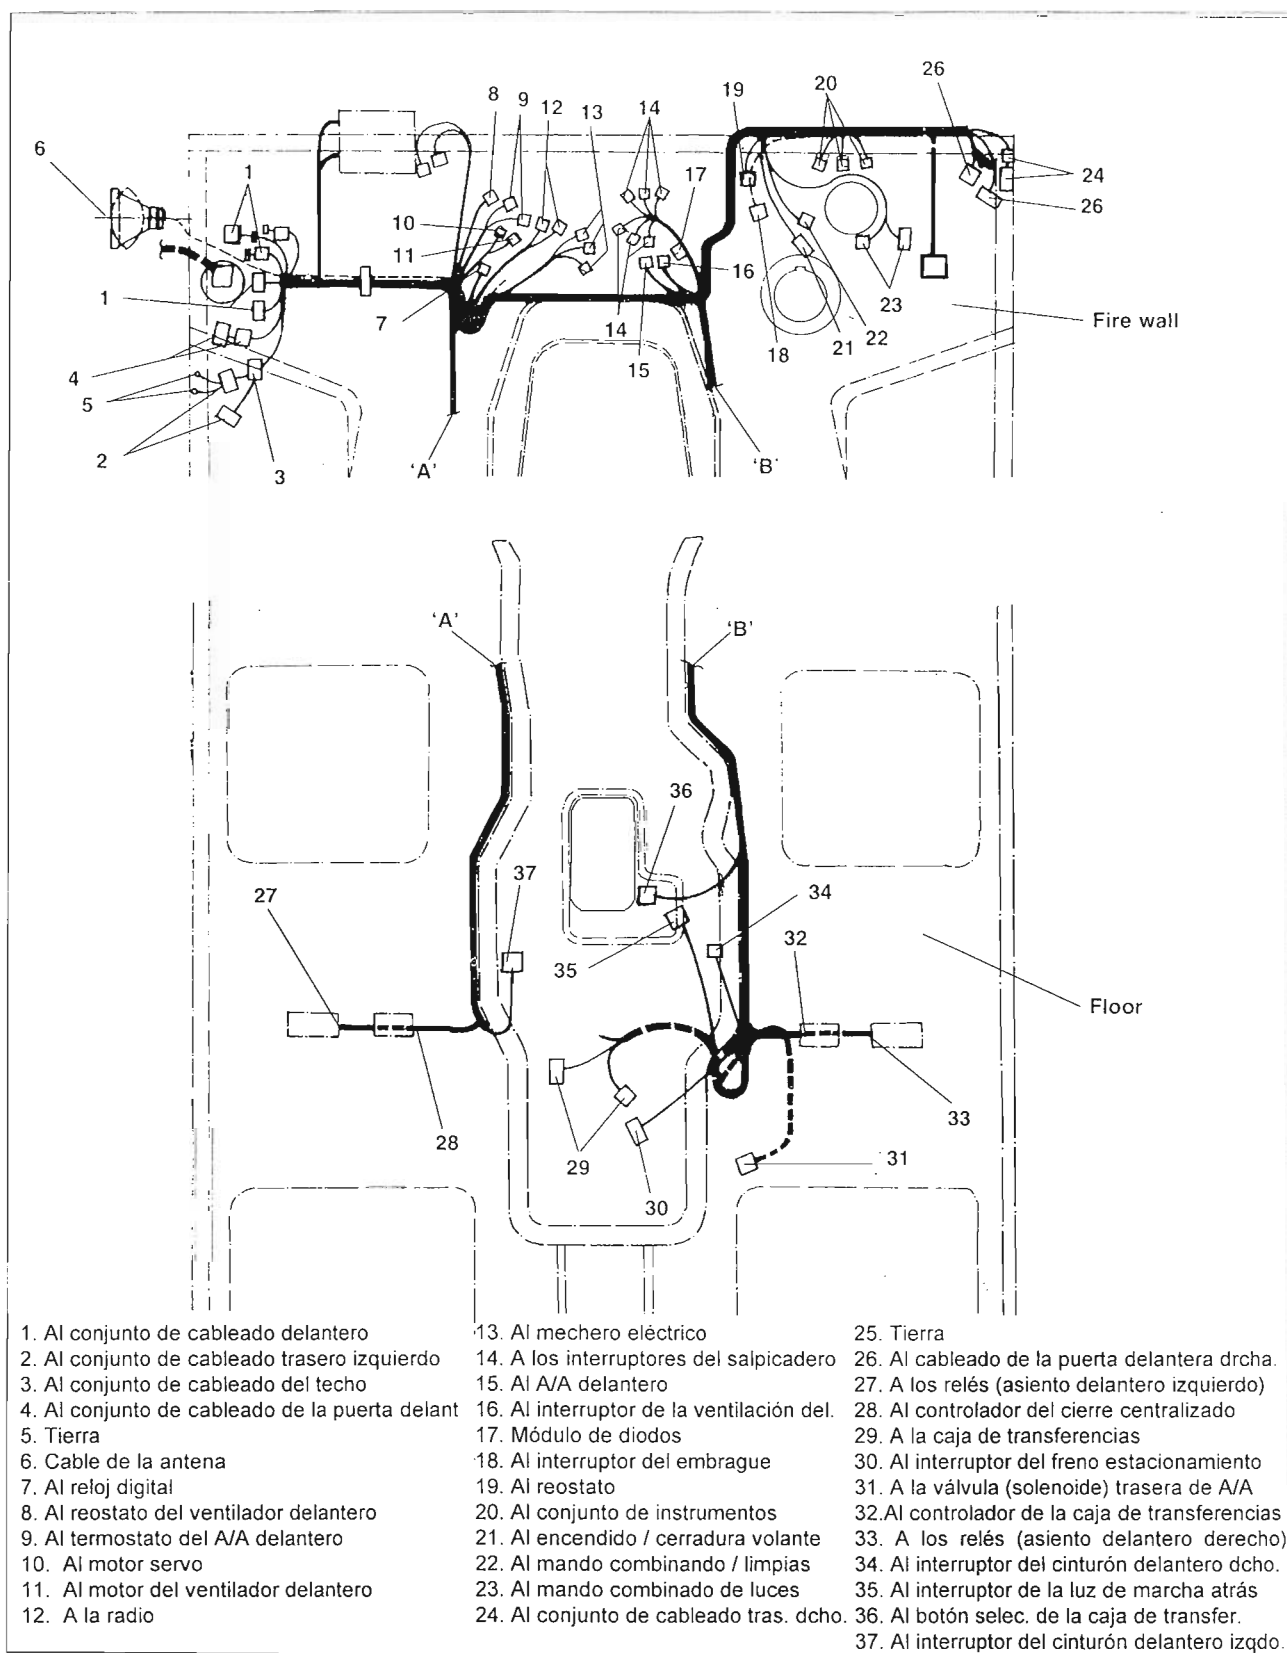 26
19
20
8
9
12
13
14
6
1
17
24
10
26
11
18
16
1
23
7
14
22
21
Fire wall
4
15
5
2
'A'
'B'
3
'A'
'B'
36
37
34
27
32
35
Floor
28
33
29
31
30
1. Al conjunto de cableado delantero
2. Al conjunto de cableado trasero izquierdo
3. Al conjunto de cableado del techo
4. Al conjunto de cableado de la puerta delant
5. Tierra
6. Cable de la antena
7. Al reloj digital
8. Al reostato del ventilador delantero
9. Al termostato del A/A delantero
10. Al motor servo
11. Al motor del ventilador delantero
12. A la radio
13. Al mechero eléctrico
14. A los interruptores del salpicadero
15. Al A/A delantero
16. Al interruptor de la ventilación del.
17. Módulo de diodos
18. Al interruptor del embrague
19. Al reostato
20. Al conjunto de instrumentos
21. Al encendido / cerradura volante
22. Al mando combinando / limpias
23. Al mando combinado de luces
24. Al conjunto de cableado tras. dcho.
25. Tierra
26. Al cableado de la puerta delantera drcha.
27. A los relés (asiento delantero izquierdo)
28. Al controlador del cierre centralizado
29. A la caja de transferencias
30. Al interruptor del freno estacionamiento
31. A la válvula (solenoide) trasera de A/A
32.Al controlador de la caja de transferencias
33. A los relés (asiento delantero derecho)
34. Al interruptor del cinturón delantero dcho.
35. Al interruptor de la luz de marcha atrás
36. Al botón selec. de la caja de transfer.
37. Al interruptor del cinturón delantero izqdo.